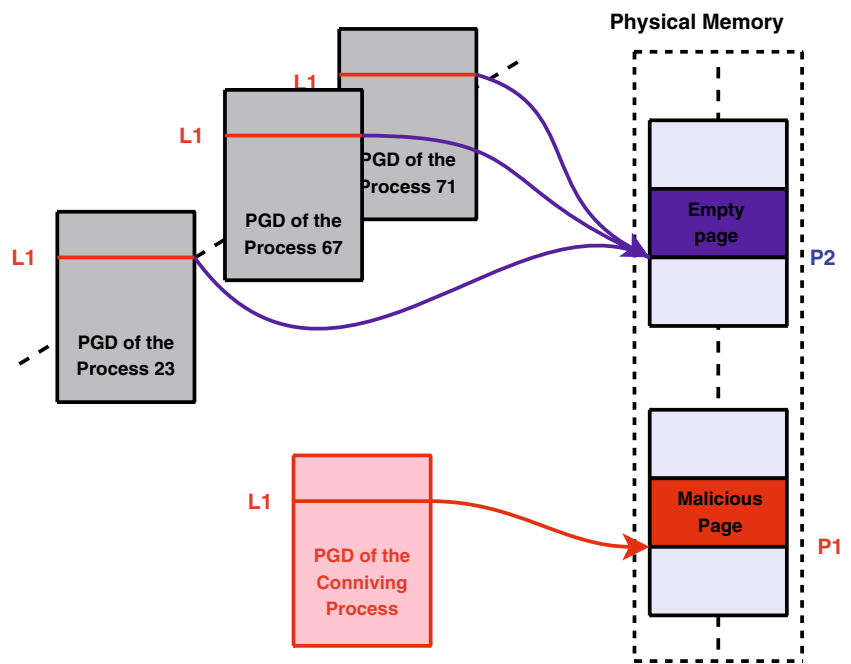 Physical Memory
L1
PGD of the
Process 71
L1
PGD of the
Process 67
L1
PGD of the
Process 23
Empty
page
P2
L1
PGD of the
Conniving
Process
Malicious
Page
P1